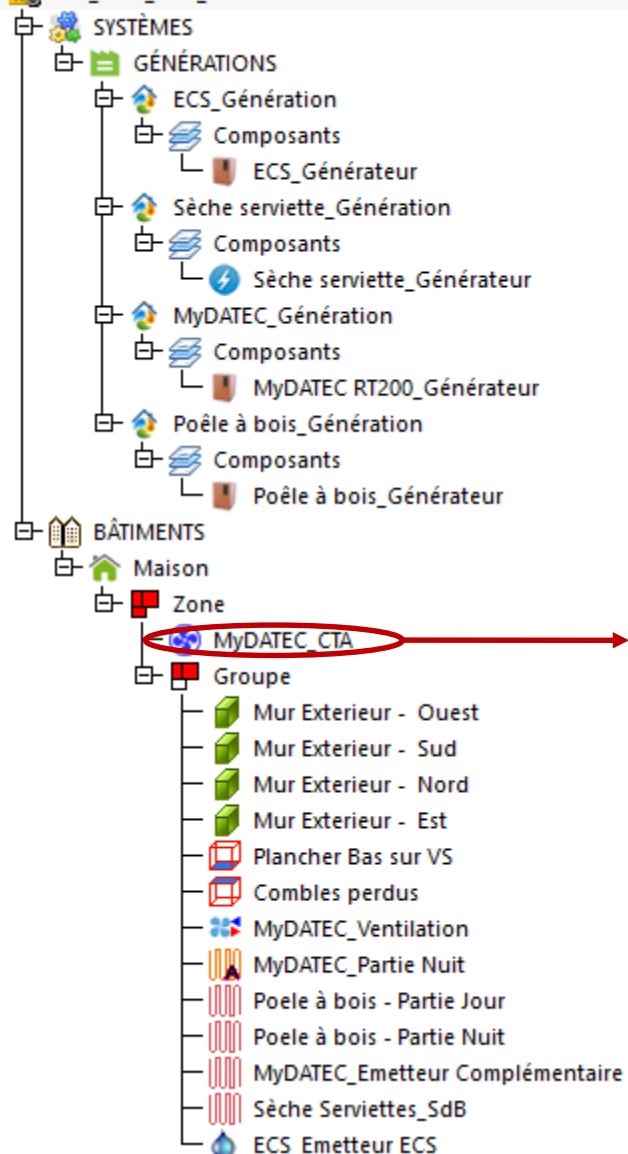 SYSTÈMES
GÉNÉRATIONS
ECS_Génération
Composants
ECS_Générateur
Sèche serviette_Génération
Composants
Sèche serviette_Générateur
MyDATEC_Génération
Composants
MyDATEC RT200_Générateur
Poêle à bois_Génération
Composants
Poêle à bois_Générateur
BÂTIMENTS
Maison
Zone
MyDATEC_CTA
Groupe
Mur Exterieur - Ouest
Mur Exterieur - Sud
Mur Exterieur - Nord
Mur Exterieur - Est
Plancher Bas sur VS
Combles perdus
MyDATEC_Ventilation
MyDATEC_Partie Nuit
Poele à bois - Partie Jour
Poele à bois - Partie Nuit
MyDATEC_Emetteur Complémentaire
Sèche Serviettes_SdB
ECS_Emetteur ECS